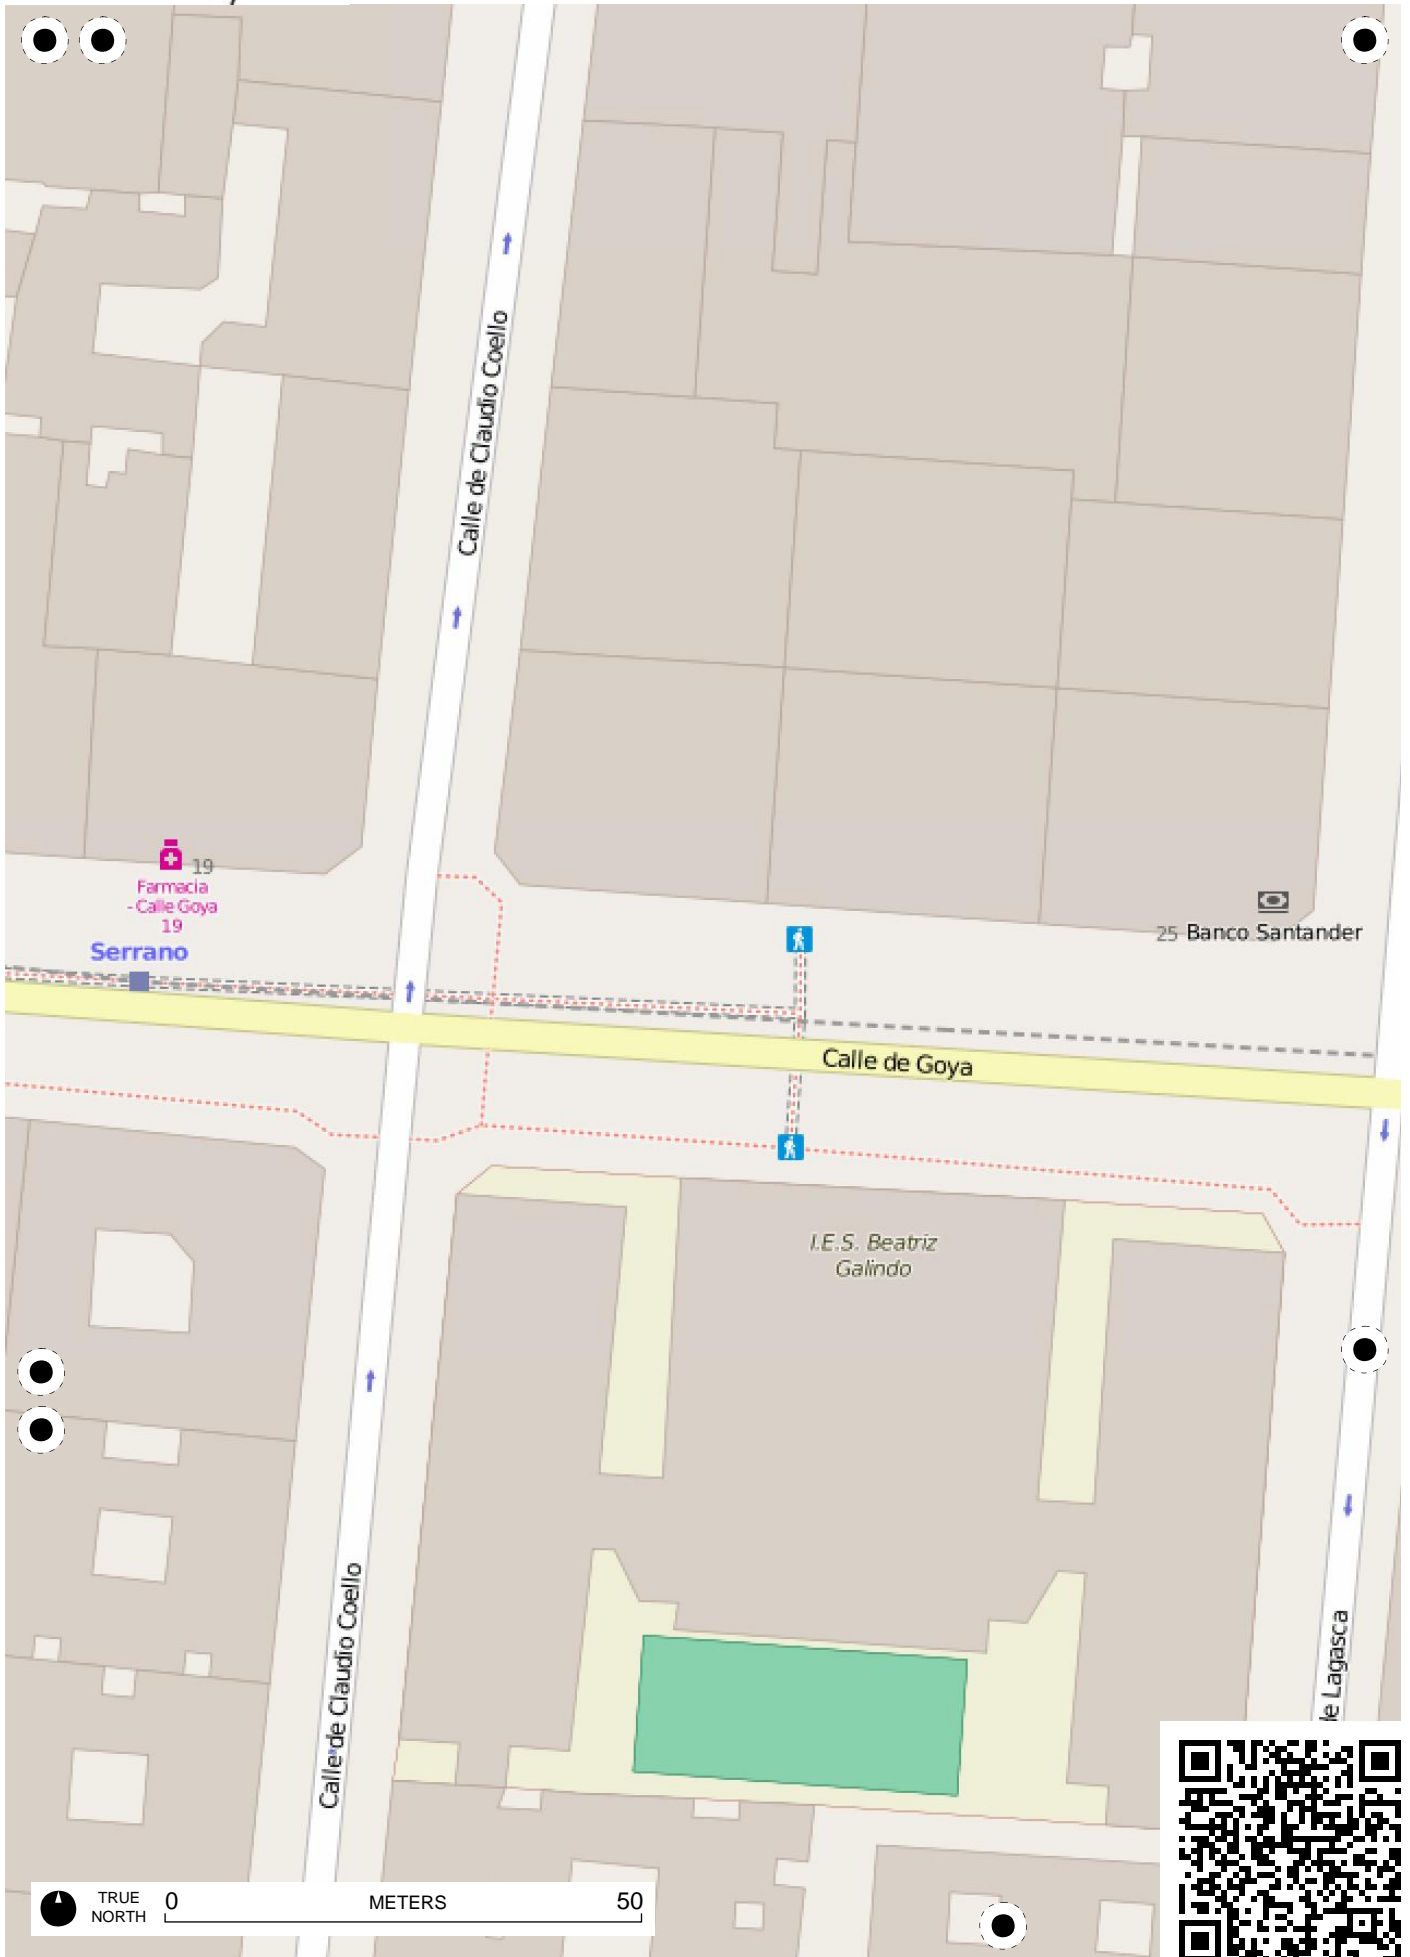 Calle de Claudio Coello
19
Farmacia
- Calle Goya
19
Serrano
25 Banco Santander
Calle de Goya
I.E.S. Beatriz
Galindo
Calle de Claudio Coello
de Lagasca
TRUE
NORTH
0 METERS 50